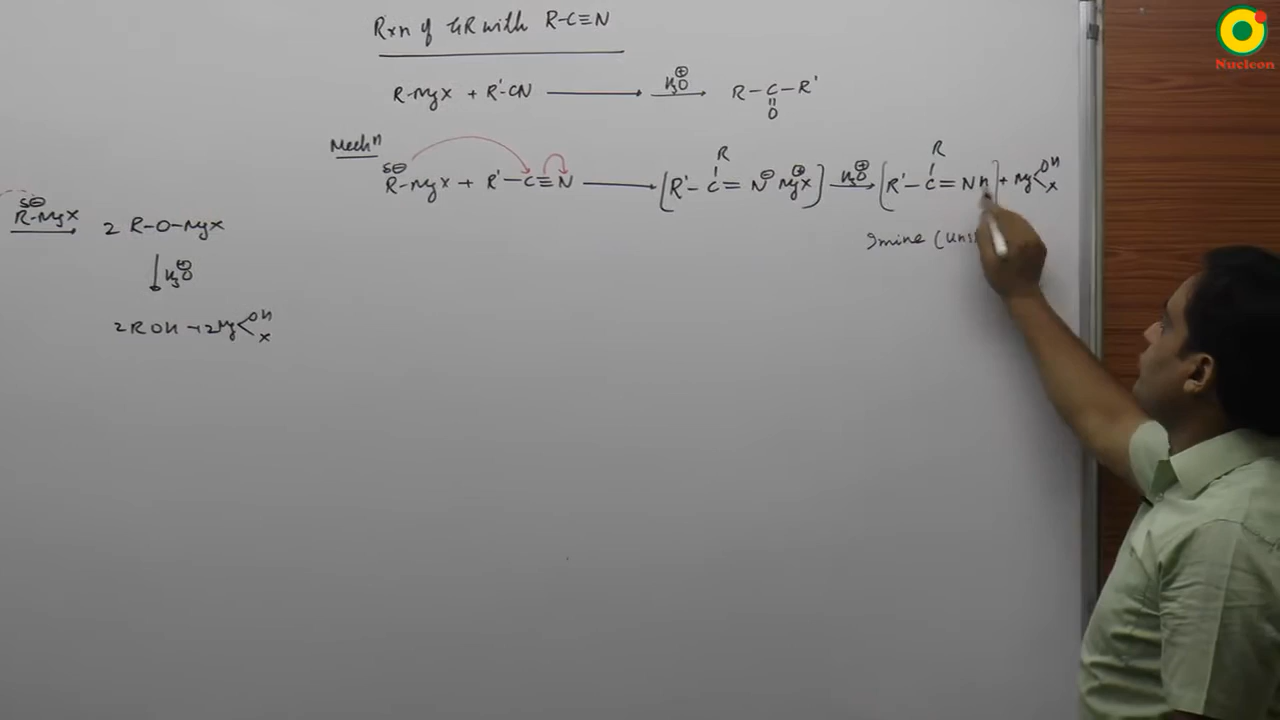 Rxn of GR with R-C≡N
R-MgX + R'-CN ⟶ H₃O⊕ ⟶ R-C-R'
॥
O
Mechⁿ
R
R
δ⊖
R-MgX + R'-C≡N ⟶ [R'-C=N⊖ MgX⊕] H₃O⊕ ⟶ [R'-C=NH] + Mg<OH X
Imine (Uns
δ⊖
R-MgX ⟶ 2 R-O-MgX
↓ H₃O⊕
2ROH + 2Mg<OH X
Nucleon